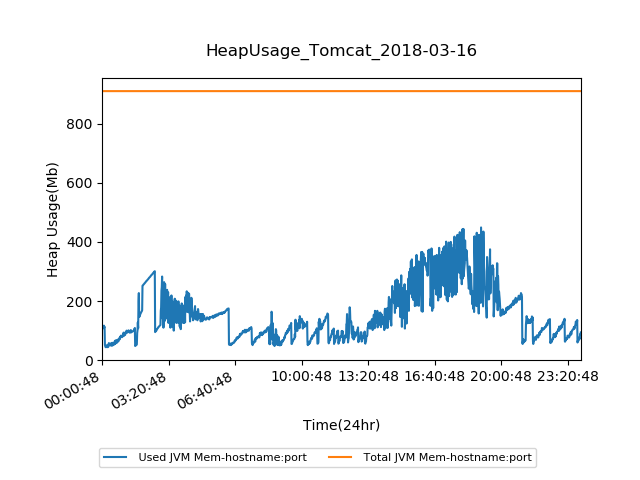 HeapUsage_Tomcat_2018-03-16
Heap Usage(Mb)
800
600
400
200
0
00:00:48 03:20:48 06:40:48 10:00:48 13:20:48 16:40:48 20:00:48 23:20:48
Time(24hr)
Used JVM Mem-hostname:port Total JVM Mem-hostname:port